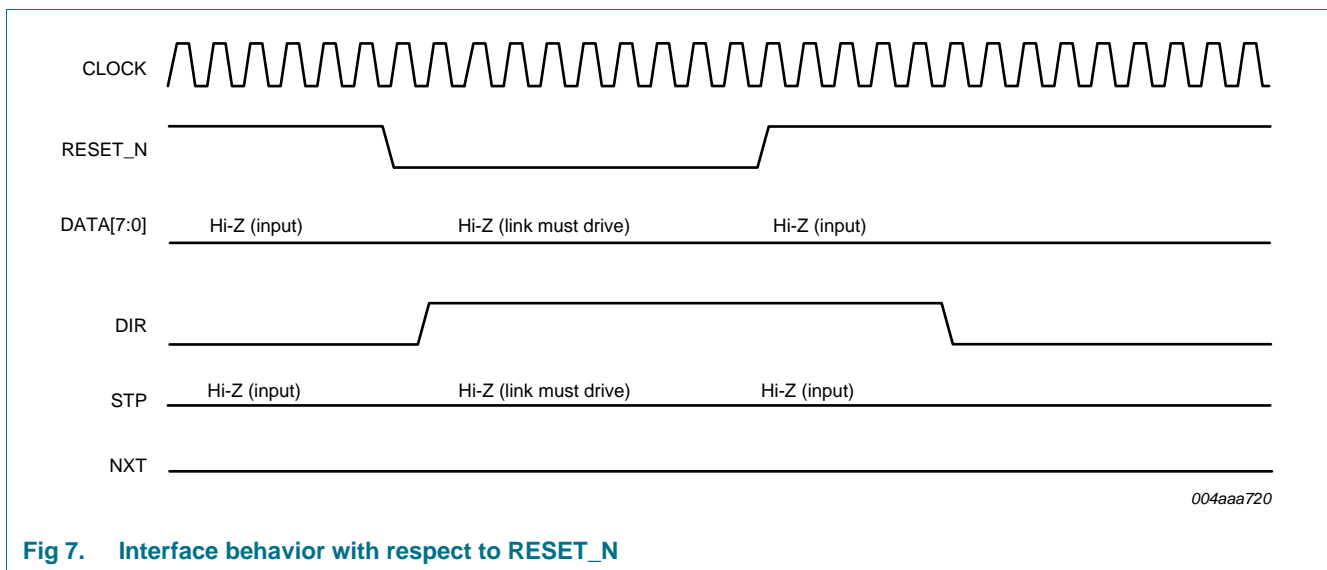 CLOCK
RESET_N
DATA[7:0] Hi-Z (input) Hi-Z (link must drive) Hi-Z (input)
DIR
STP Hi-Z (input) Hi-Z (link must drive) Hi-Z (input)
NXT
004aaa720
Fig 7. Interface behavior with respect to RESET_N